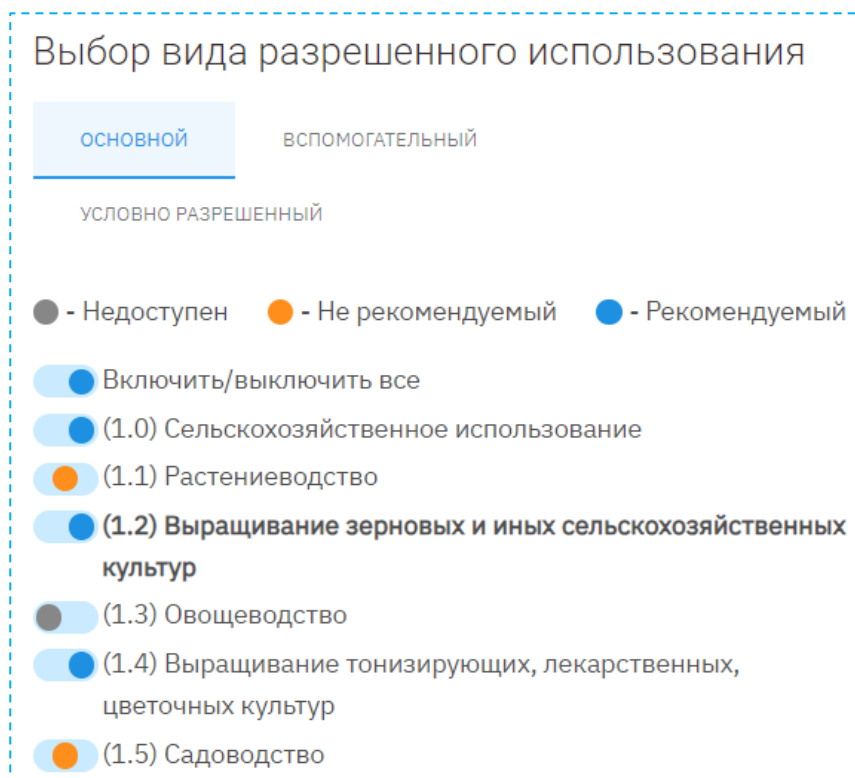 Выбор вида разрешенного использования
ОСНОВНОЙ ВСПОМОГАТЕЛЬНЫЙ
УСЛОВНО РАЗРЕШЕННЫЙ
- Недоступен - Не рекомендуемый - Рекомендуемый
Включить/выключить все
(1.0) Сельскохозяйственное использование
(1.1) Растениеводство
(1.2) Выращивание зерновых и иных сельскохозяйственных
культур
(1.3) Овощеводство
(1.4) Выращивание тонизирующих, лекарственных,
цветочных культур
(1.5) Садоводство